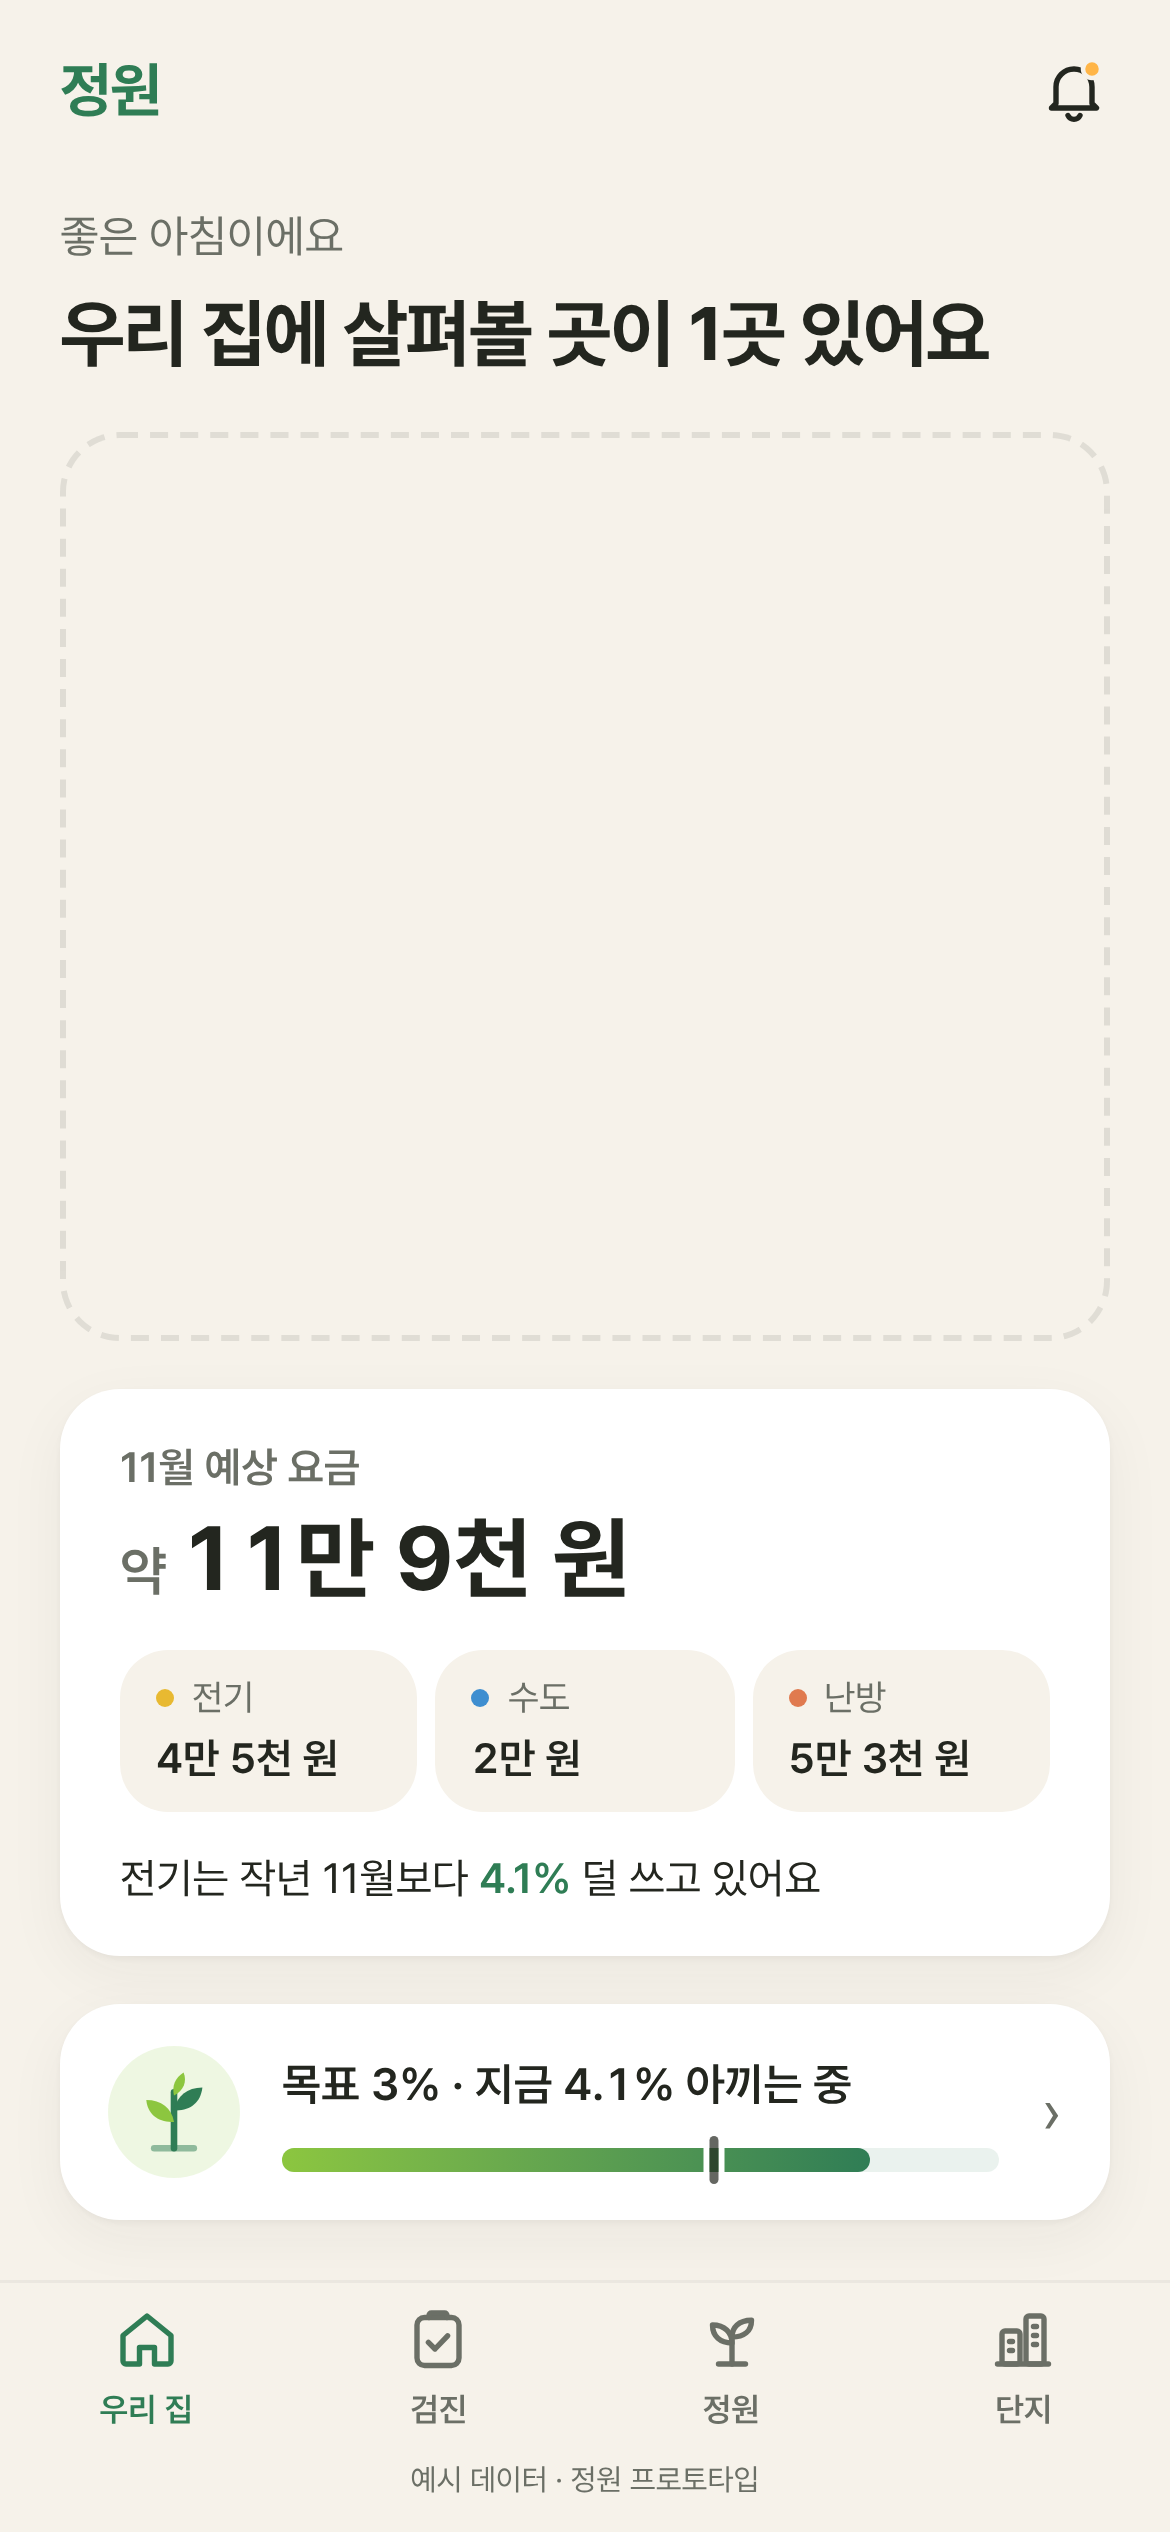 정원
좋은 아침이에요
우리 집에 살펴볼 곳이 1곳 있어요
11월 예상 요금
약 11만 9천 원
전기
4만 5천 원
수도
2만 원
난방
5만 3천 원
전기는 작년 11월보다 4.1% 덜 쓰고 있어요
목표 3% · 지금 4.1% 아끼는 중
우리 집
검진
정원
단지
예시 데이터 · 정원 프로토타입